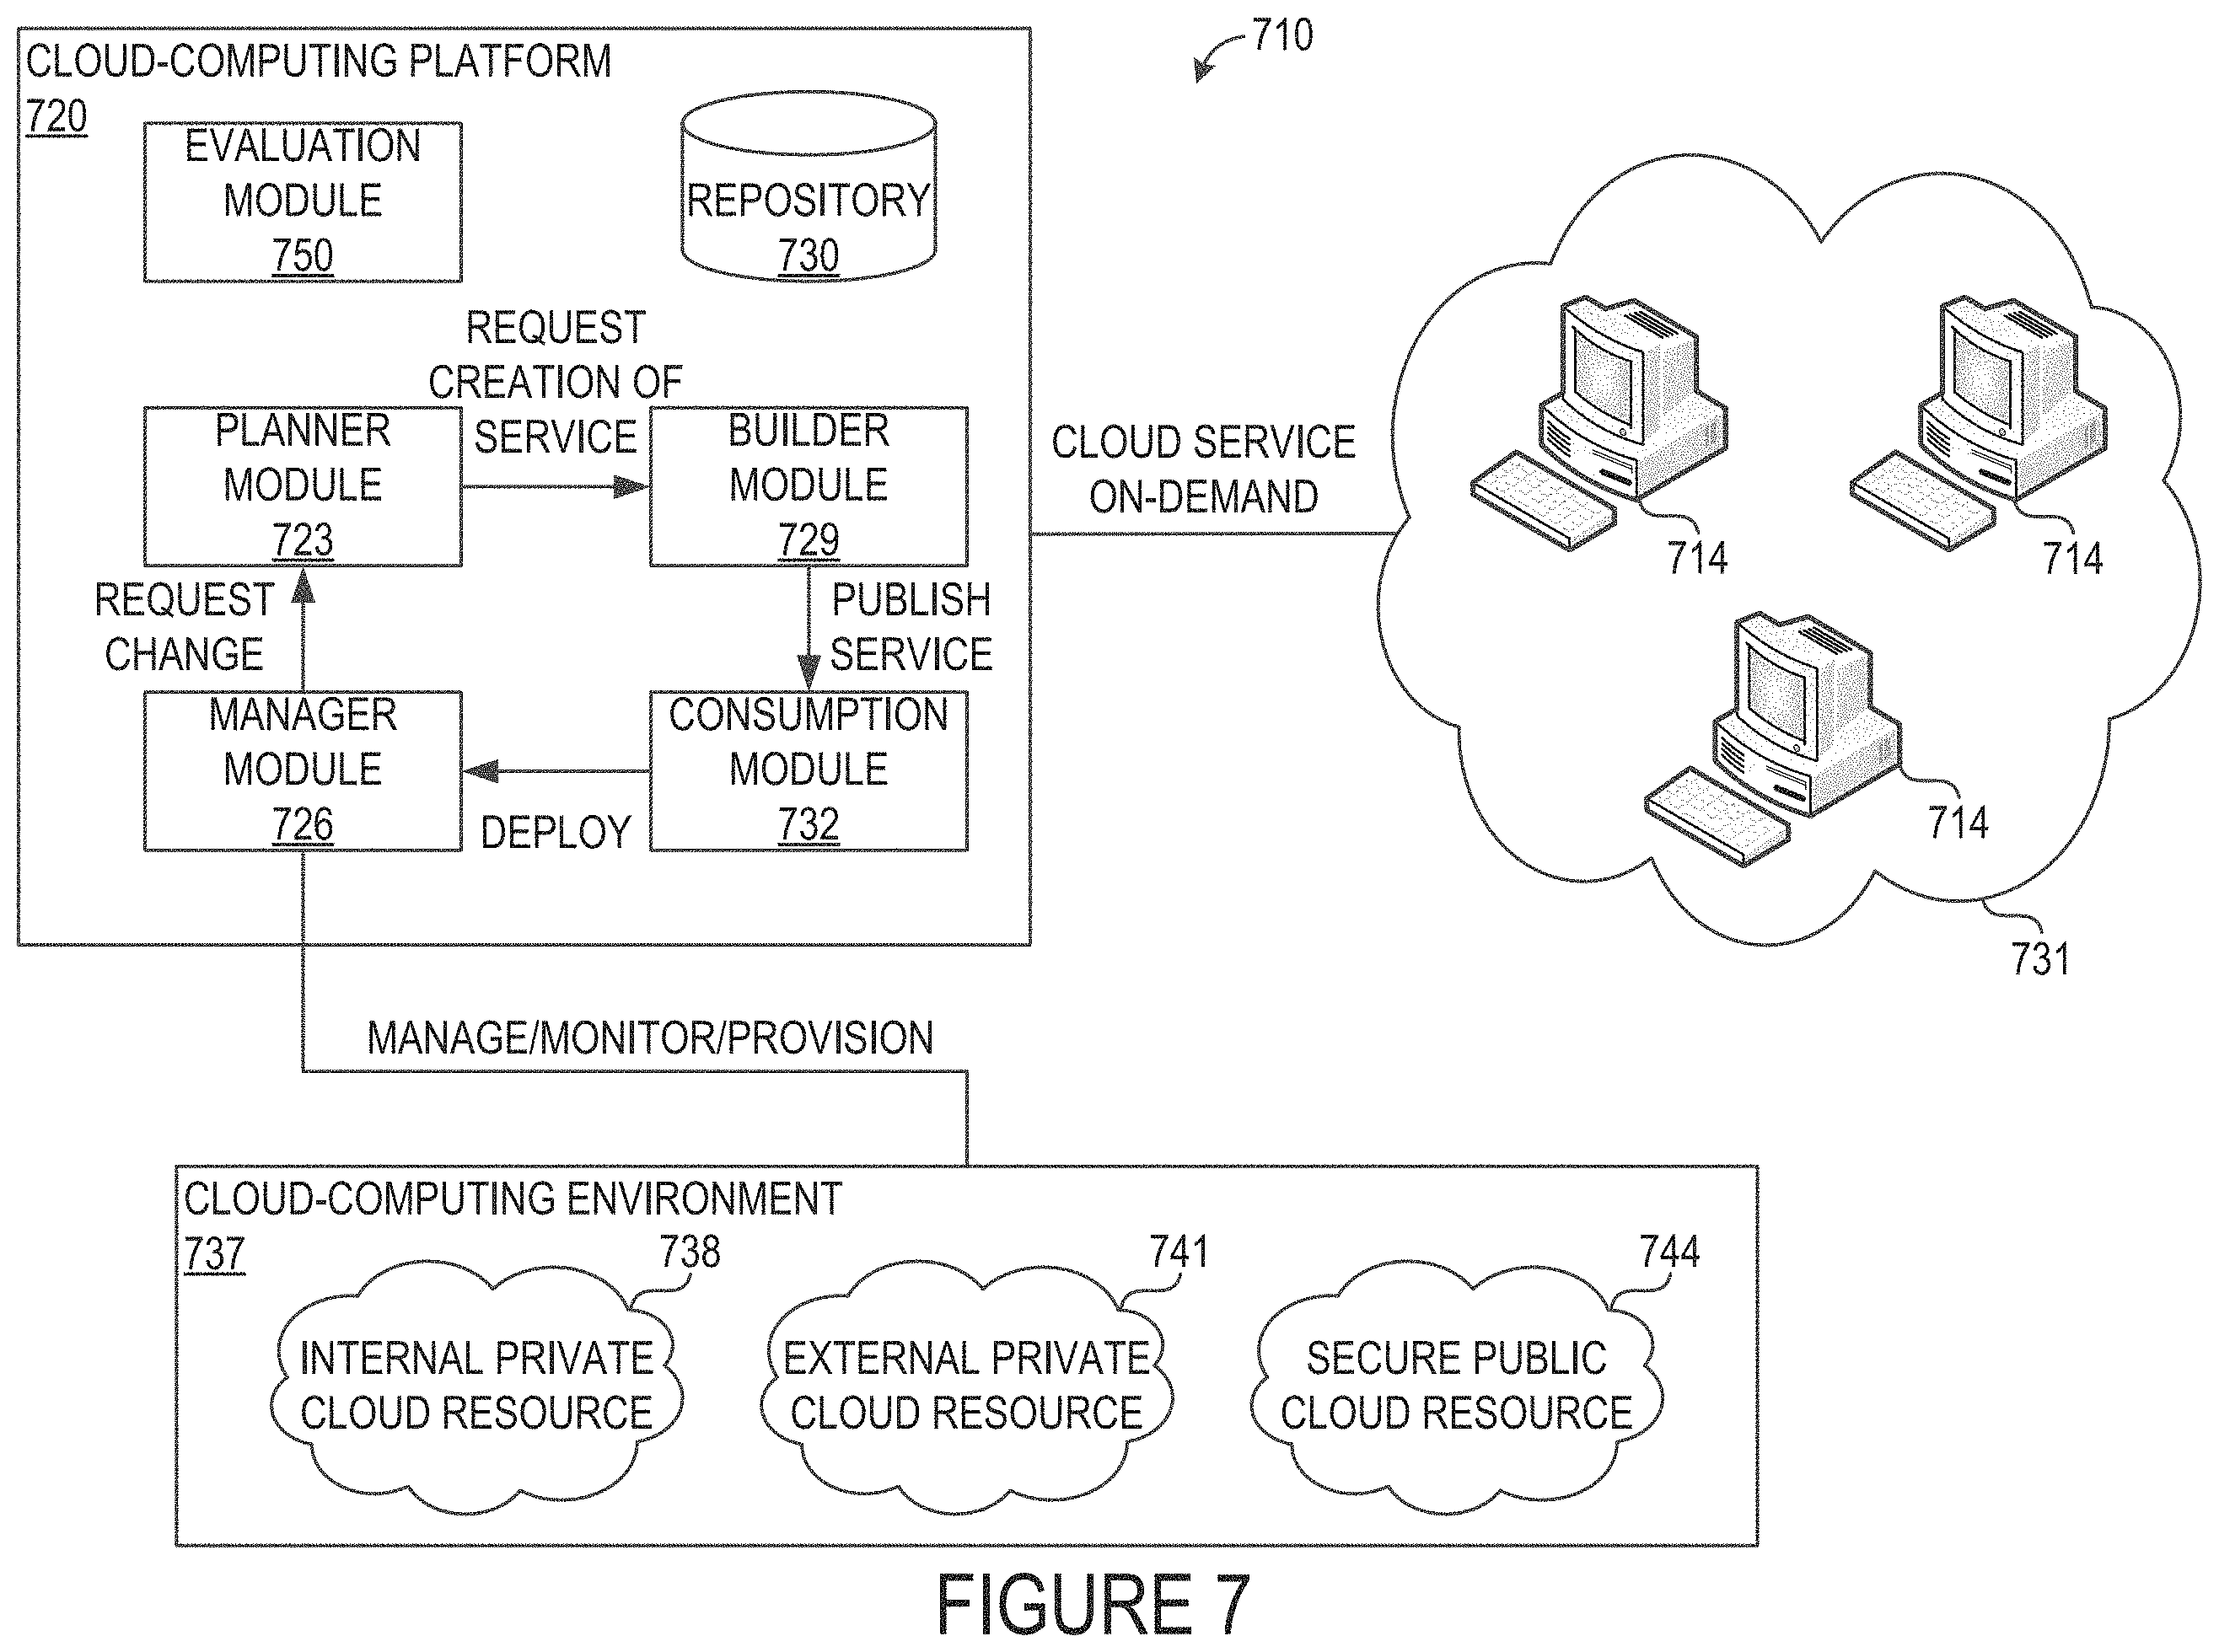 710
CLOUD-COMPUTING PLATFORM
720
EVALUATION
MODULE
750
REPOSITORY
730
REQUEST
CREATION OF
SERVICE
PLANNER
MODULE
723
BUILDER
MODULE
729
CLOUD SERVICE
ON-DEMAND
714
714
714
731
REQUEST
CHANGE
PUBLISH
SERVICE
MANAGER
MODULE
726
DEPLOY
CONSUMPTION
MODULE
732
MANAGE/MONITOR/PROVISION
CLOUD-COMPUTING ENVIRONMENT
737
738
INTERNAL PRIVATE
CLOUD RESOURCE
741
EXTERNAL PRIVATE
CLOUD RESOURCE
744
SECURE PUBLIC
CLOUD RESOURCE
FIGURE 7